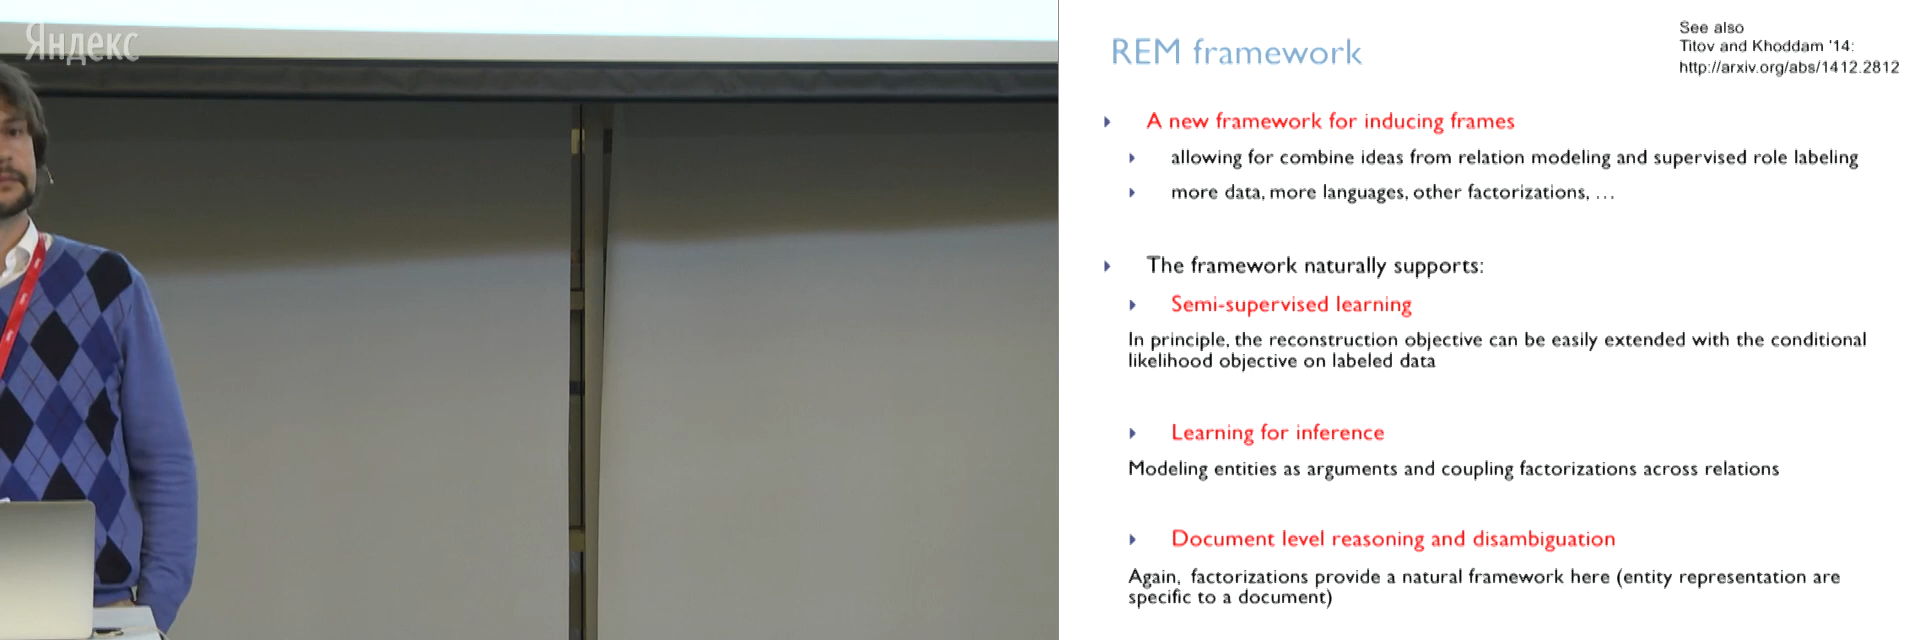 Яндекс
REM framework
See also
Titov and Khoddam '14:
http://arxiv.org/abs/1412.2812
A new framework for inducing frames
allowing for combine ideas from relation modeling and supervised role labeling
more data, more languages, other factorizations, …
The framework naturally supports:
Semi-supervised learning
In principle, the reconstruction objective can be easily extended with the conditional
likelihood objective on labeled data
Learning for inference
Modeling entities as arguments and coupling factorizations across relations
Document level reasoning and disambiguation
Again, factorizations provide a natural framework here (entity representation are
specific to a document)